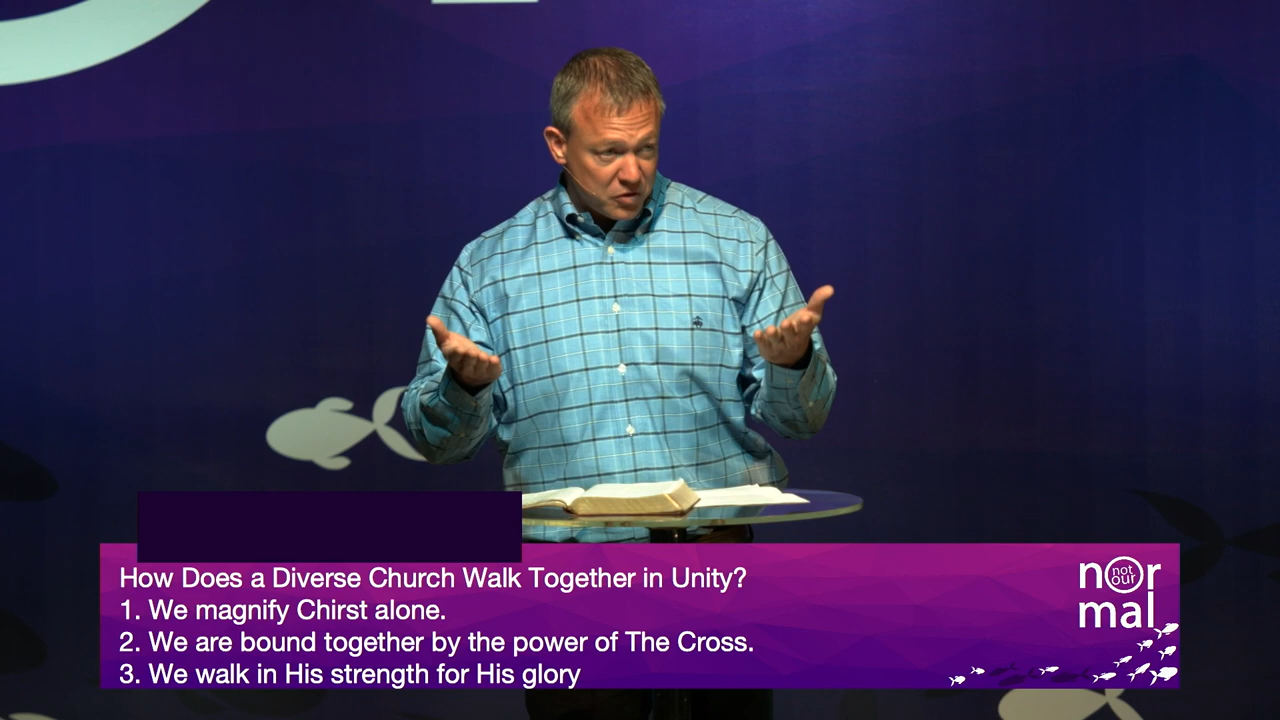 How Does a Diverse Church Walk Together in Unity?
1. We magnify Chirst alone.
2. We are bound together by the power of The Cross.
3. We walk in His strength for His glory
nor
not
our
mal